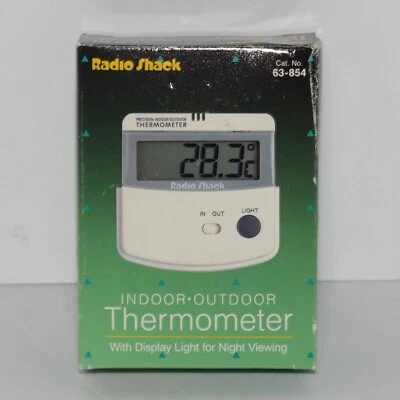 Radio Shack
Cat. No.
63-854
PRECISION INDOOR/OUTDOOR
THERMOMETER
28.3°c
Radio Shack
IN OUT
LIGHT
INDOOR•OUTDOOR
Thermometer
With Display Light for Night Viewing